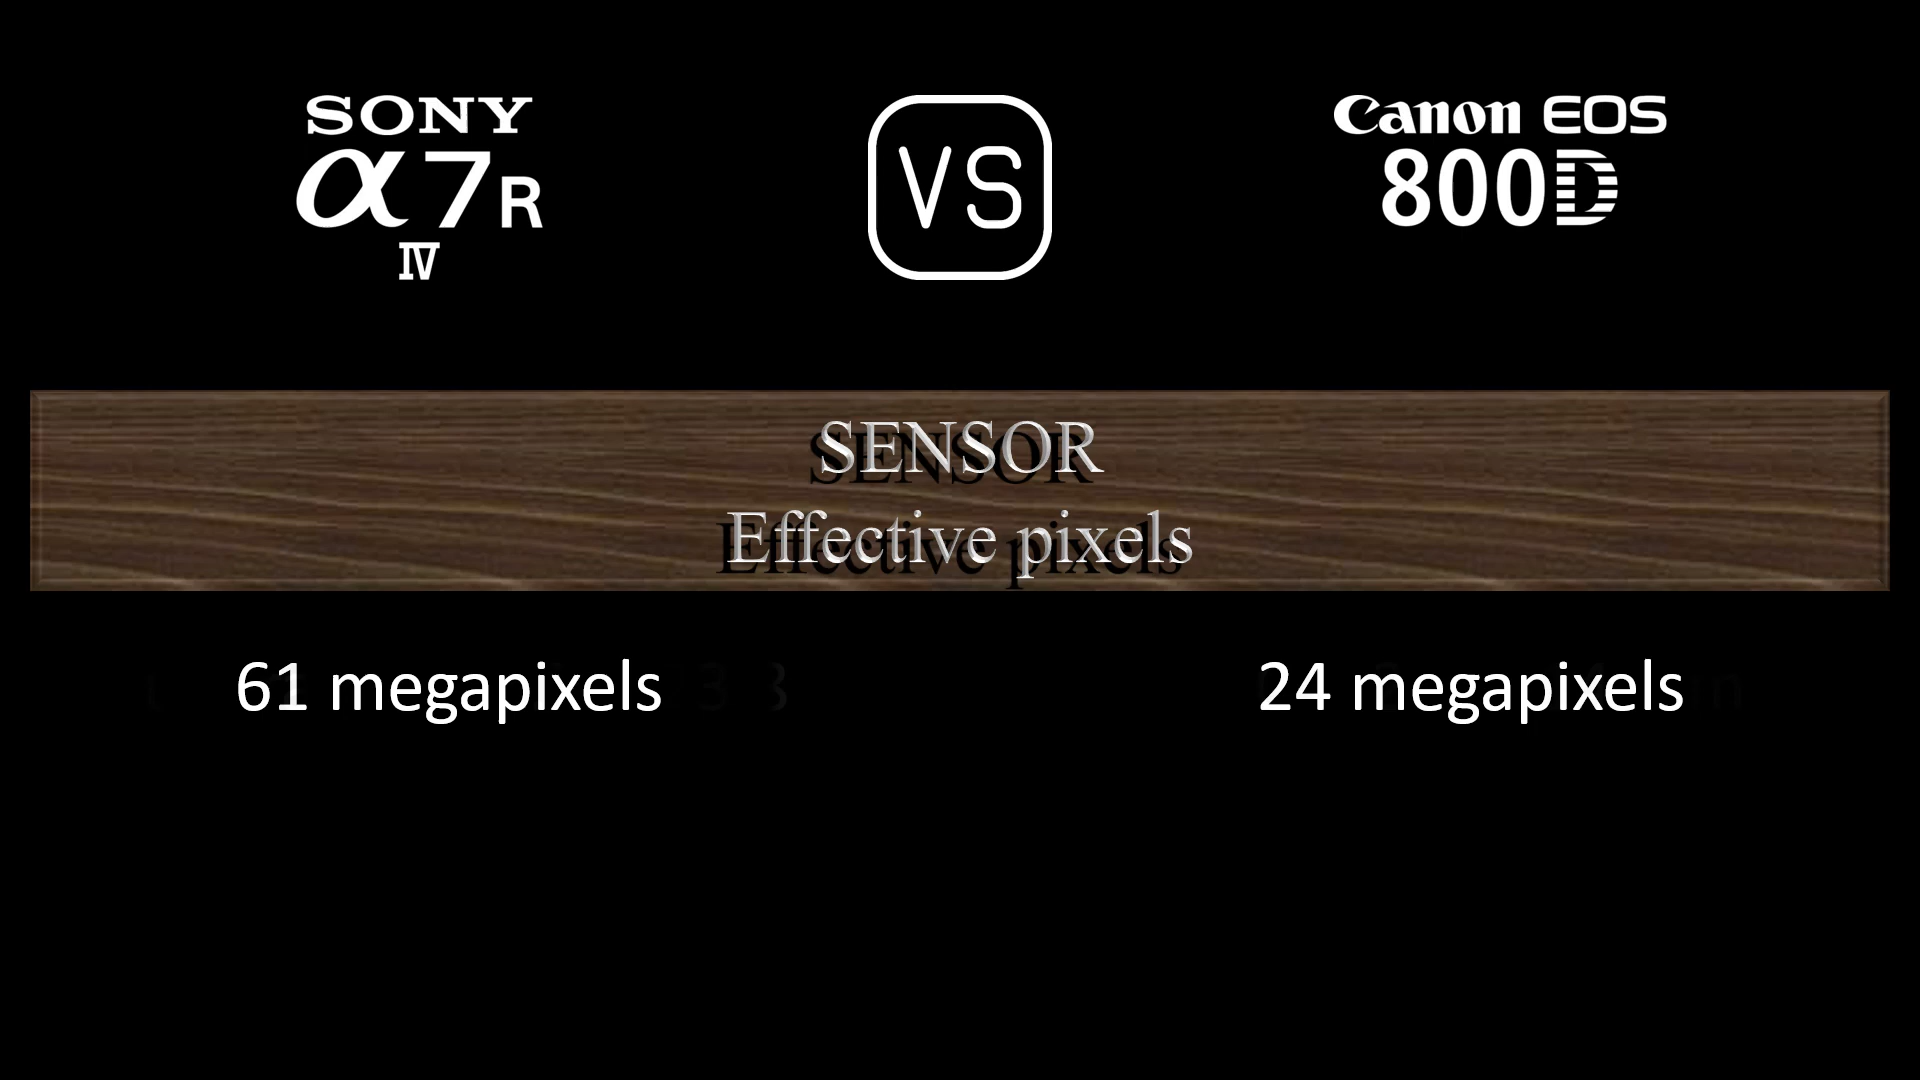 SONY
α7R
IV
VS
Canon EOS
800D
SENSOR
Effective pixels
61 megapixels
24 megapixels